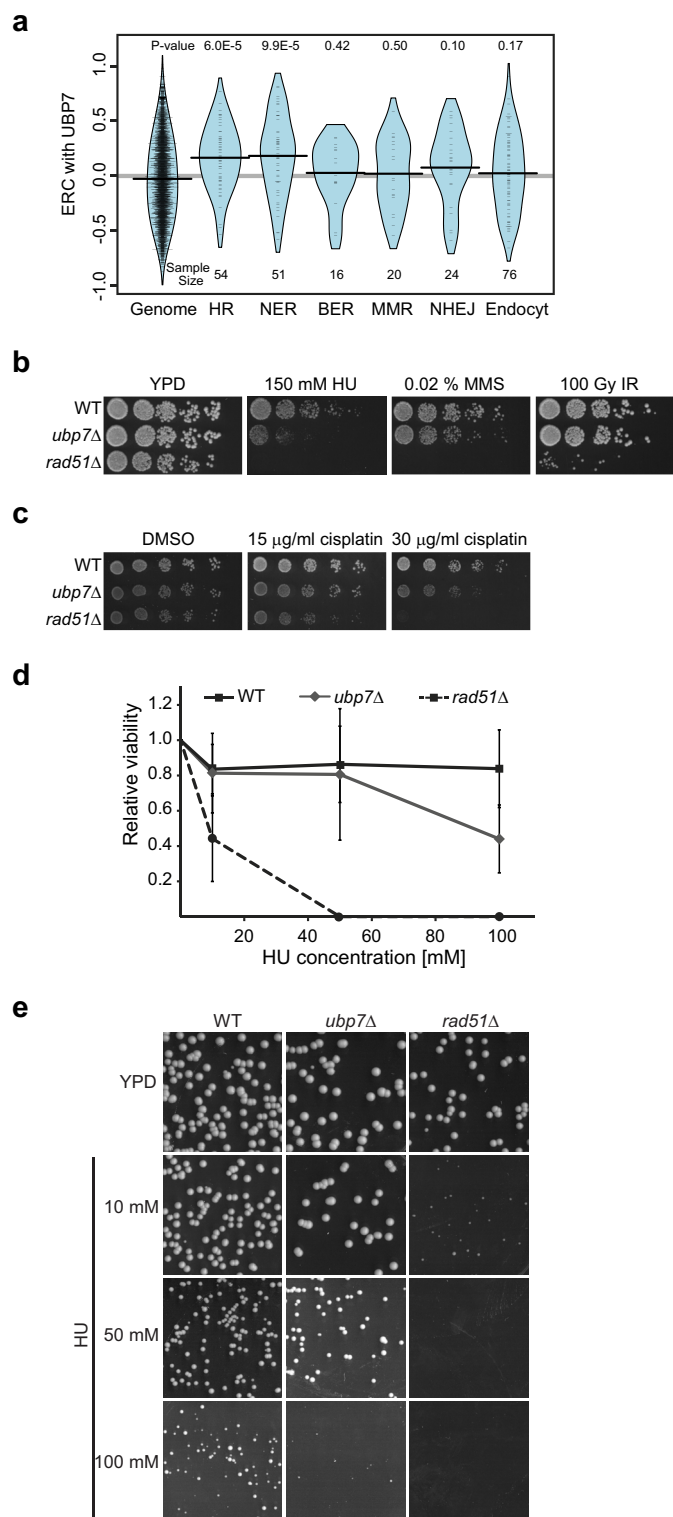 a
P-value 6.0E-5 9.9E-5 0.42 0.50 0.10 0.17
ERC with UBP7
1.0
0.5
0.0
-0.5
-1.0
Sample Size 54 51 16 20 24 76
Genome HR NER BER MMR NHEJ Endocyt
b
YPD 150 mM HU 0.02 % MMS 100 Gy IR
WT
ubp7Δ
rad51Δ
c
DMSO 15 μg/ml cisplatin 30 μg/ml cisplatin
WT
ubp7Δ
rad51Δ
d
WT ubp7Δ rad51Δ
Relative viability
1.2
1.0
0.8
0.6
0.4
0.2
20 40 60 80 100
HU concentration [mM]
e
WT ubp7Δ rad51Δ
YPD
HU
10 mM
50 mM
100 mM